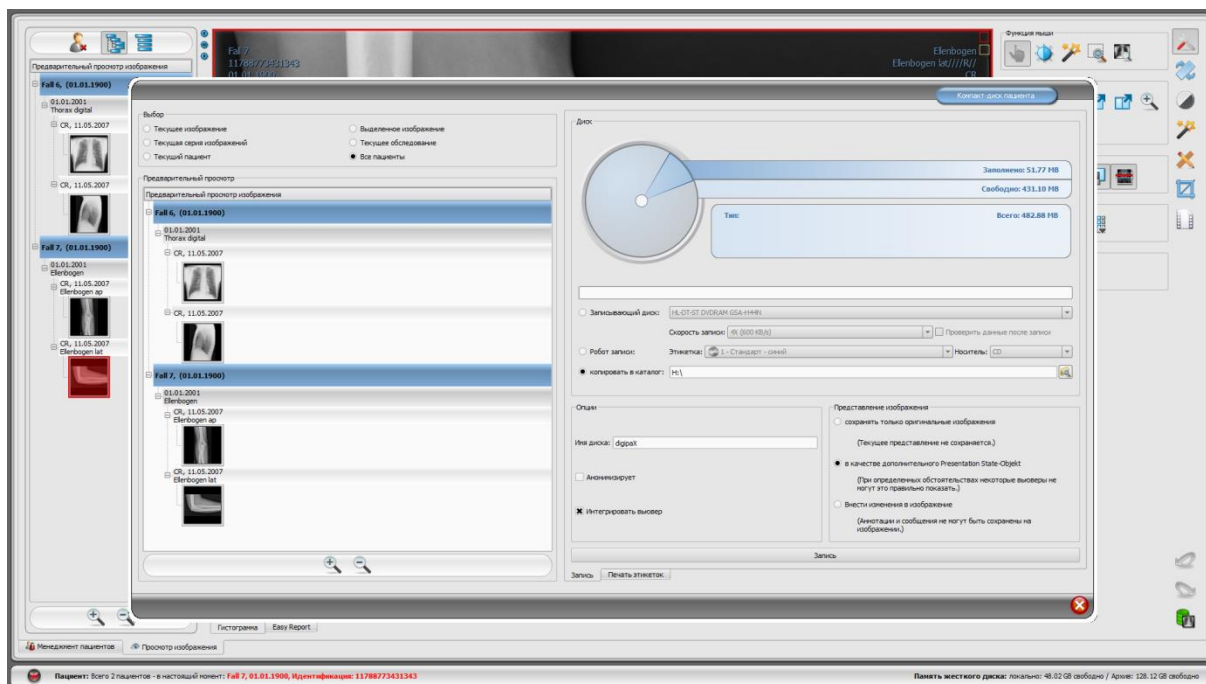 Предварительный просмотр изображения
Fall 6, (01.01.1900)
01.01.2001
Thorax digital
CR, 11.05.2007
CR, 11.05.2007
Fall 7, (01.01.1900)
01.01.2001
Ellenbogen
CR, 11.05.2007
Ellenbogen ap
CR, 11.05.2007
Ellenbogen lat
Fall 7
11788773431343
01.01.1900
Ellenbogen
Ellenbogen lat////R//
CR
Функция мыши
Контакт-диск пациента
Выбор
Текущее изображение
Выделенное изображение
Текущая серия изображений
Текущее обследование
Текущий пациент
Все пациенты
Предварительный просмотр
Предварительный просмотр изображения
Fall 6, (01.01.1900)
01.01.2001
Thorax digital
CR, 11.05.2007
CR, 11.05.2007
Fall 7, (01.01.1900)
01.01.2001
Ellenbogen
CR, 11.05.2007
Ellenbogen ap
CR, 11.05.2007
Ellenbogen lat
Диск
Заполнено: 51.77 MB
Свободно: 431.10 MB
Тип: Всего: 482.88 MB
Записывающий диск: HL-DT-ST DVDRAM GSA-H44N
Скорость записи: 4X (600 KB/s) Проверить данные после записи
Робот записи: Этикетка: 1 - Стандарт - синий Носитель: CD
копировать в каталог: H:\
Опции
Имя диска: digipaX
Анонимизирует
Интегрировать вьювер
Представление изображения
сохранять только оригинальные изображения
(Текущее представление не сохраняется.)
в качестве дополнительного Presentation State-Objekt
(При определенных обстоятельствах некоторые вьюверы не
могут это правильно показать.)
Внести изменения в изображение
(Аннотации и сообщения не могут быть сохранены на
изображении.)
Запись
Запись Печать этикеток
Гистограмма Easy Report
Менеджмент пациентов Просмотр изображения
Пациент: Всего 2 пациентов - в настоящий момент: Fall 7, 01.01.1900, Идентификация: 11788773431343
Память жесткого диска: локально: 48.02 GB свободно / Архив: 128.12 GB свободно